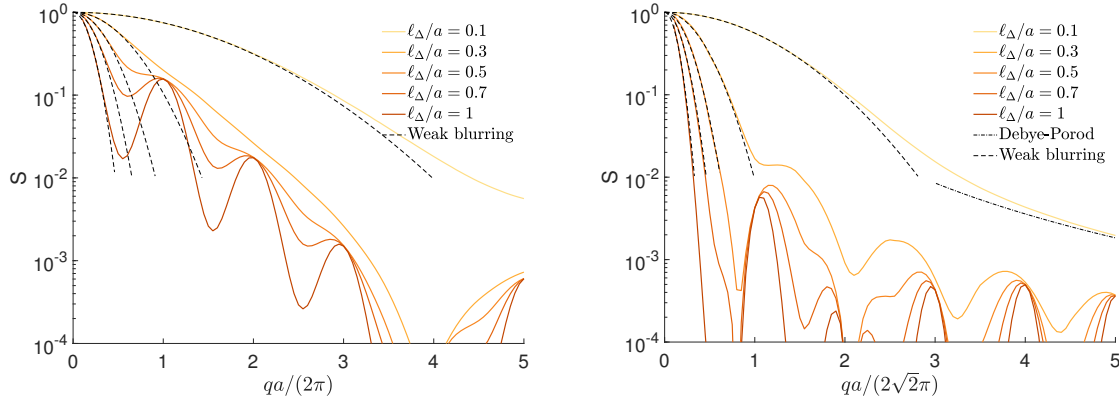 10^0
10^-1
10^-2
10^-3
10^-4
S
0 1 2 3 4 5
qa/(2π)
ℓ_Δ/a = 0.1
ℓ_Δ/a = 0.3
ℓ_Δ/a = 0.5
ℓ_Δ/a = 0.7
ℓ_Δ/a = 1
Weak blurring
10^0
10^-1
10^-2
10^-3
10^-4
S
0 1 2 3 4 5
qa/(2√2π)
ℓ_Δ/a = 0.1
ℓ_Δ/a = 0.3
ℓ_Δ/a = 0.5
ℓ_Δ/a = 0.7
ℓ_Δ/a = 1
Debye-Porod
Weak blurring